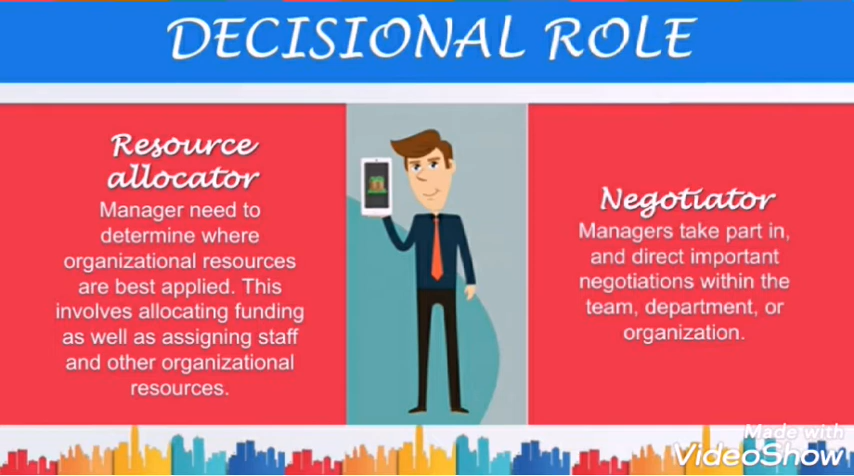 DECISIONAL ROLE
Resource
allocator
Manager need to
determine where
organizational resources
are best applied. This
involves allocating funding
as well as assigning staff
and other organizational
resources.
Negotiator
Managers take part in,
and direct important
negotiations within the
team, department, or
organization.
Made with
VideoShow